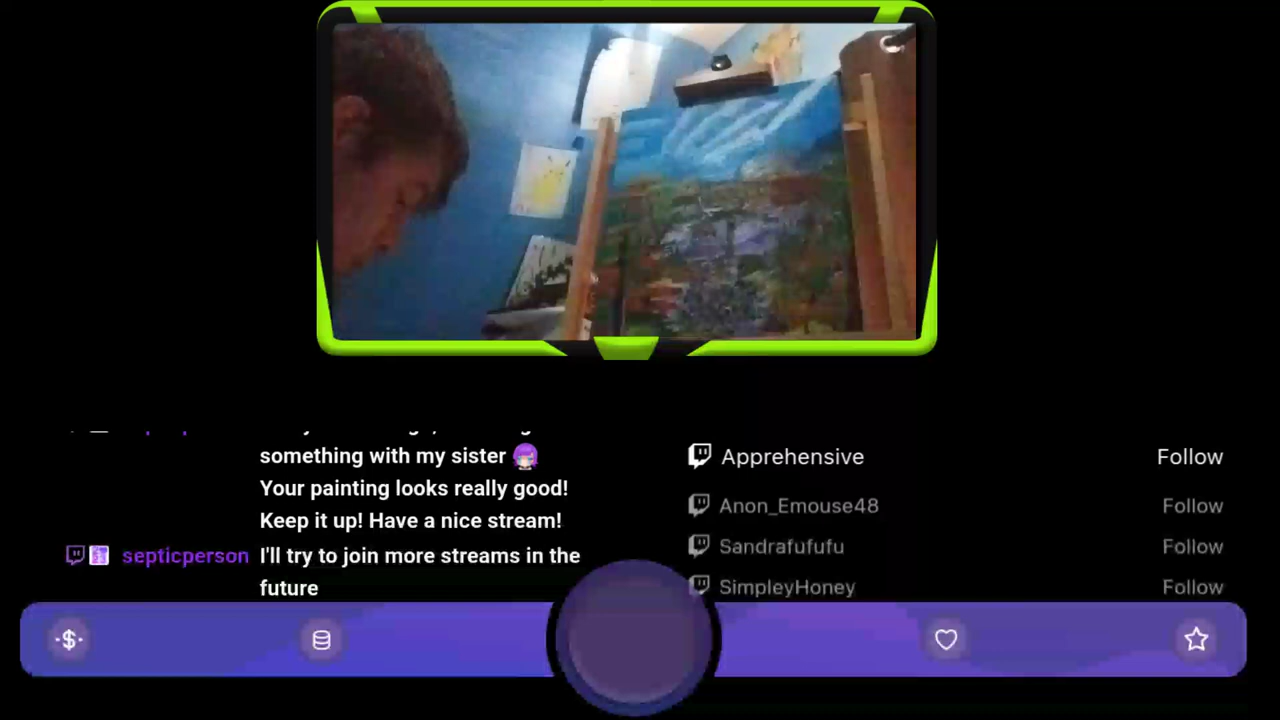 something with my sister
Your painting looks really good!
Keep it up! Have a nice stream!
septicperson I'll try to join more streams in the
future
Apprehensive Follow
Anon_Emouse48 Follow
Sandrafufufu Follow
SimpleyHoney Follow